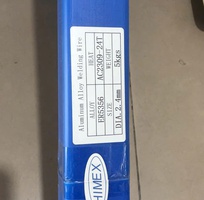 Aluminum Alloy Welding Wire
HEAT AC2309-24T
WEIGHT 5kgs
ALLOY ER5356
SIZE DIA. 2.4mm
HIMEX